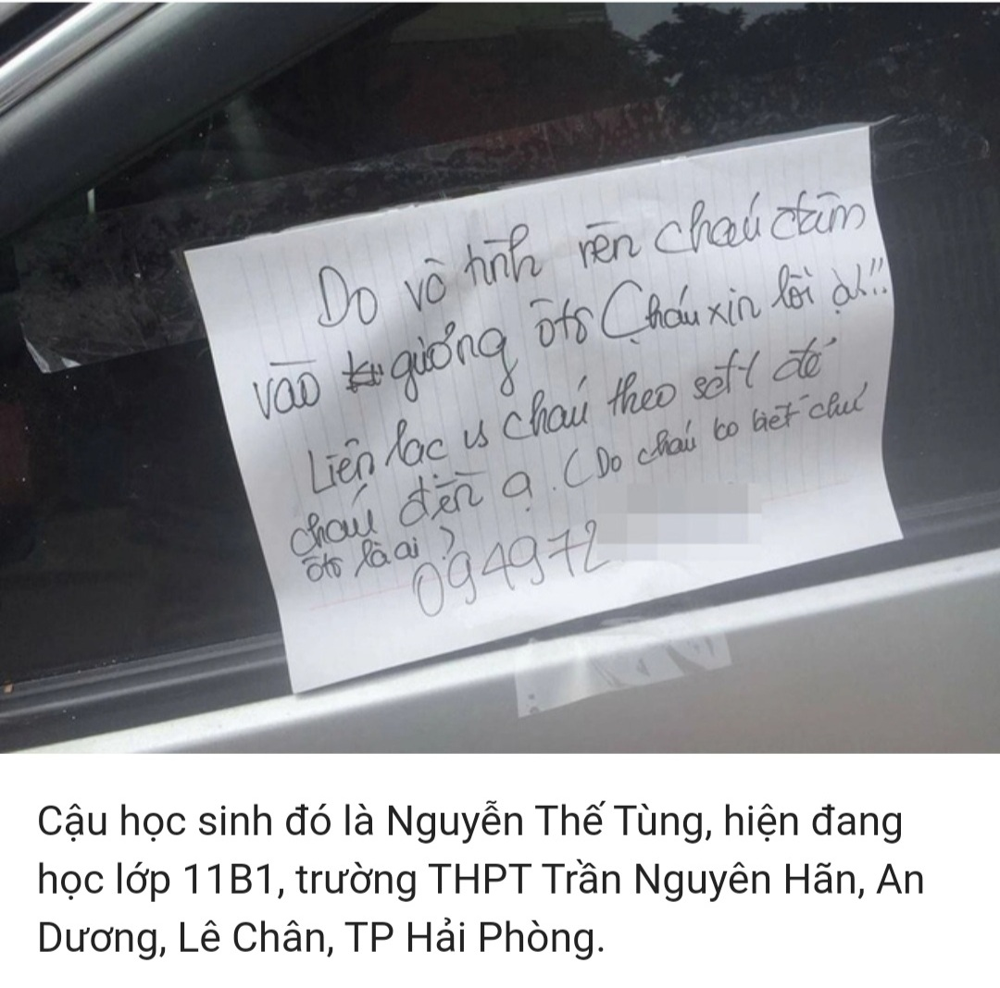 Do vô tình nên cháu đâm
vào gương ôtô Cháu xin lỗi ạ!!
Liên lạc vs cháu theo sđt để
cháu đền ạ. (Do cháu ko biết chủ
ôtô là ai)
094972
Cậu học sinh đó là Nguyễn Thế Tùng, hiện đang
học lớp 11B1, trường THPT Trần Nguyên Hãn, An
Dương, Lê Chân, TP Hải Phòng.